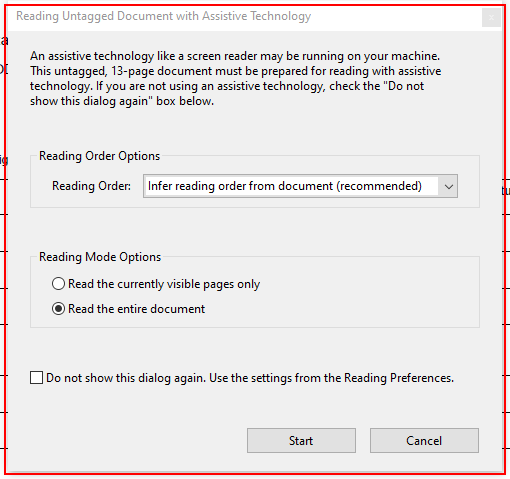 Reading Untagged Document with Assistive Technology
An assistive technology like a screen reader may be running on your machine.
This untagged, 13-page document must be prepared for reading with assistive
technology. If you are not using an assistive technology, check the "Do not
show this dialog again" box below.
Reading Order Options
Reading Order: Infer reading order from document (recommended)
Reading Mode Options
Read the currently visible pages only
Read the entire document
Do not show this dialog again. Use the settings from the Reading Preferences.
Start Cancel